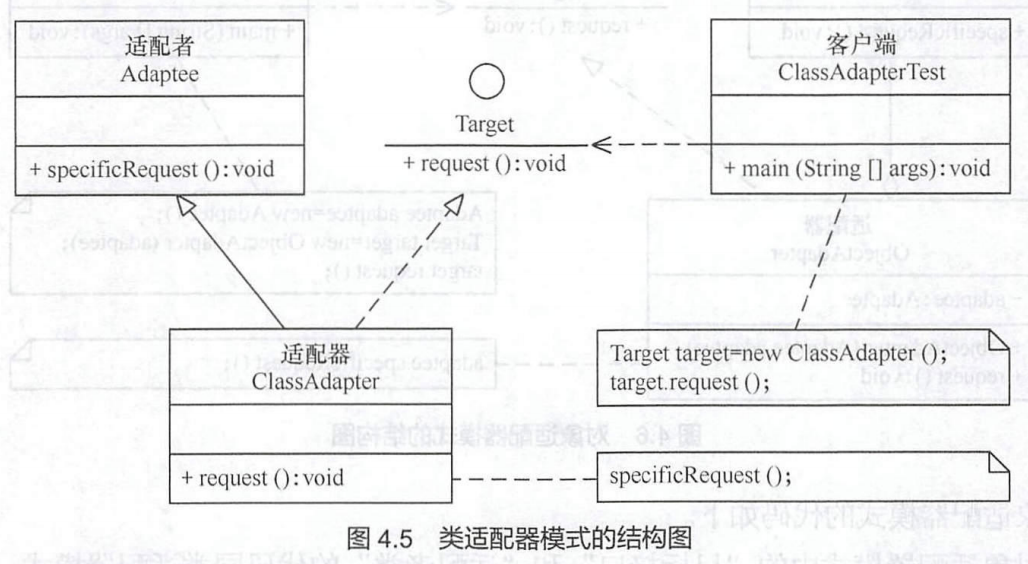 适配者
Adaptee
+ specificRequest ():void
Target
+ request ():void
客户端
ClassAdapterTest
+ main (String [] args):void
适配器
ClassAdapter
+ request ():void
Target target=new ClassAdapter ();
target.request ();
specificRequest ();
图 4.5 类适配器模式的结构图